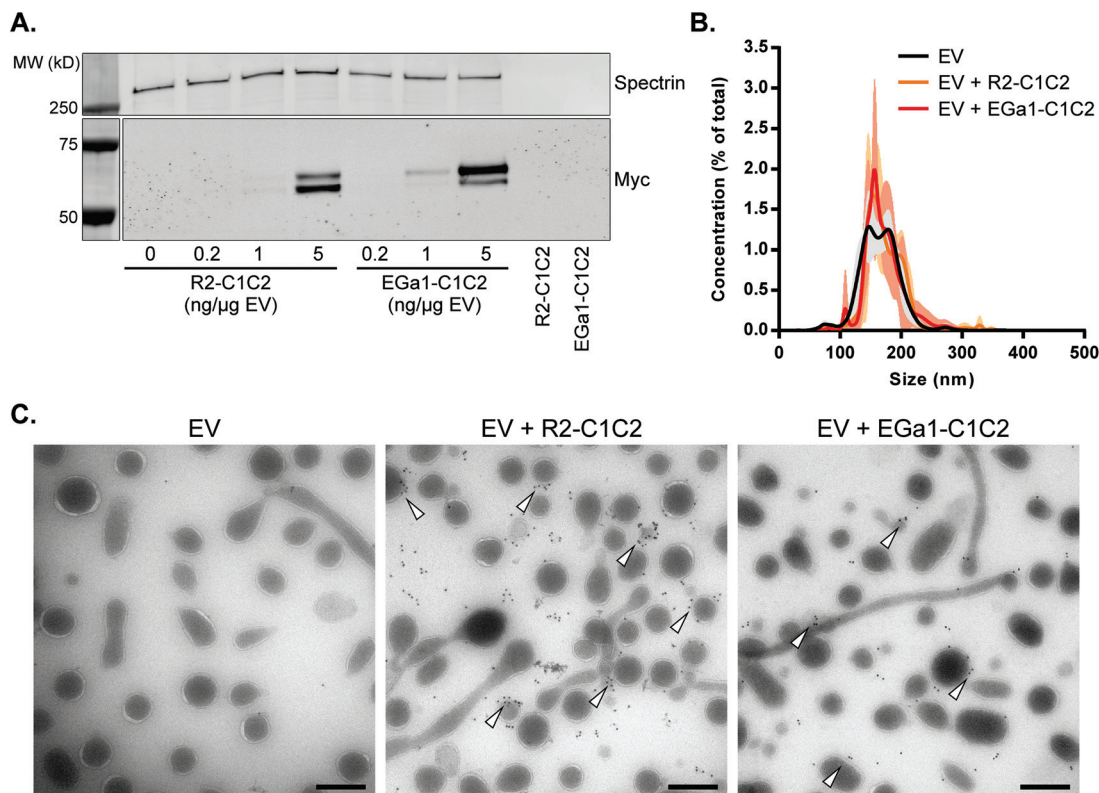 A.
MW (kD)
250
75
50
Spectrin
Myc
0 0.2 1 5 0.2 1 5
R2-C1C2
(ng/µg EV)
EGa1-C1C2
(ng/µg EV)
R2-C1C2
EGa1-C1C2
B.
3.5
3.0
2.5
2.0
1.5
1.0
0.5
0.0
Concentration (% of total)
0 100 200 300 400 500
Size (nm)
EV
EV + R2-C1C2
EV + EGa1-C1C2
C.
EV
EV + R2-C1C2
EV + EGa1-C1C2